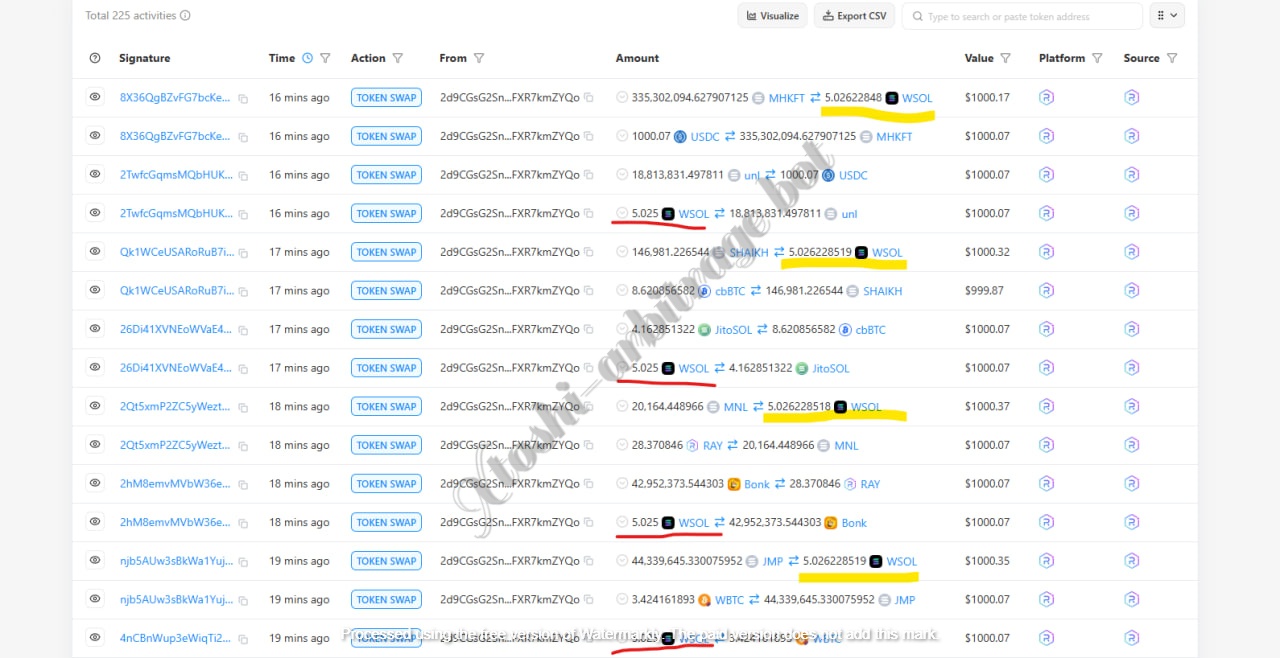 Total 225 activities
Visualize Export CSV Type to search or paste token address
Signature Time Action From Amount Value Platform Source
8X36QgBZvFG7bcKe... 16 mins ago TOKEN SWAP 2d9CGsG2Sn...FXR7kmZYQo 335,302,094.627907125 MHKFT ⇄ 5.02622848 WSOL $1000.17
8X36QgBZvFG7bcKe... 16 mins ago TOKEN SWAP 2d9CGsG2Sn...FXR7kmZYQo 1000.07 USDC ⇄ 335,302,094.627907125 MHKFT $1000.07
2TwfcGqmsMQbHUK... 16 mins ago TOKEN SWAP 2d9CGsG2Sn...FXR7kmZYQo 18,813,831.497811 unl ⇄ 1000.07 USDC $1000.07
2TwfcGqmsMQbHUK... 16 mins ago TOKEN SWAP 2d9CGsG2Sn...FXR7kmZYQo 5.025 WSOL ⇄ 18,813,831.497811 unl $1000.07
Qk1WCeUSARoRuB7i... 17 mins ago TOKEN SWAP 2d9CGsG2Sn...FXR7kmZYQo 146,981.226544 SHAIKH ⇄ 5.026228519 WSOL $1000.32
Qk1WCeUSARoRuB7i... 17 mins ago TOKEN SWAP 2d9CGsG2Sn...FXR7kmZYQo 8.620856582 cbBTC ⇄ 146,981.226544 SHAIKH $999.87
26Di41XVNEoWVaE4... 17 mins ago TOKEN SWAP 2d9CGsG2Sn...FXR7kmZYQo 4.162851322 JitoSOL ⇄ 8.620856582 cbBTC $1000.07
26Di41XVNEoWVaE4... 17 mins ago TOKEN SWAP 2d9CGsG2Sn...FXR7kmZYQo 5.025 WSOL ⇄ 4.162851322 JitoSOL $1000.07
2Qt5xmP2ZC5yWezt... 18 mins ago TOKEN SWAP 2d9CGsG2Sn...FXR7kmZYQo 20,164.448966 MNL ⇄ 5.026228518 WSOL $1000.37
2Qt5xmP2ZC5yWezt... 18 mins ago TOKEN SWAP 2d9CGsG2Sn...FXR7kmZYQo 28.370846 RAY ⇄ 20,164.448966 MNL $1000.07
2hM8emvMVbW36e... 18 mins ago TOKEN SWAP 2d9CGsG2Sn...FXR7kmZYQo 42,952,373.544303 Bonk ⇄ 28.370846 RAY $1000.07
2hM8emvMVbW36e... 18 mins ago TOKEN SWAP 2d9CGsG2Sn...FXR7kmZYQo 5.025 WSOL ⇄ 42,952,373.544303 Bonk $1000.07
njb5AUw3sBkWa1Yuj... 19 mins ago TOKEN SWAP 2d9CGsG2Sn...FXR7kmZYQo 44,339,645.330075952 JMP ⇄ 5.026228519 WSOL $1000.35
njb5AUw3sBkWa1Yuj... 19 mins ago TOKEN SWAP 2d9CGsG2Sn...FXR7kmZYQo 3.424161893 WBTC ⇄ 44,339,645.330075952 JMP $1000.07
4nCBnWup3eWiqTi2... 19 mins ago TOKEN SWAP 2d9CGsG2Sn...FXR7kmZYQo 5.025 WSOL ⇄ 3.424161893 WBTC $1000.07
Xtoshi-arbitrage bot
Processed using the free version of Watermarkly. The paid version does not add this mark.